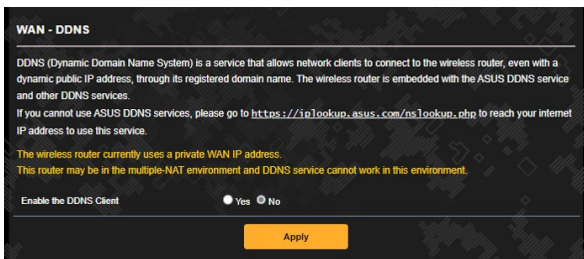 WAN - DDNS
DDNS (Dynamic Domain Name System) is a service that allows network clients to connect to the wireless router, even with a
dynamic public IP address, through its registered domain name. The wireless router is embedded with the ASUS DDNS service
and other DDNS services.
If you cannot use ASUS DDNS services, please go to https://iplookup.asus.com/nslookup.php to reach your internet
IP address to use this service.
The wireless router currently uses a private WAN IP address.
This router may be in the multiple-NAT environment and DDNS service cannot work in this environment.
Enable the DDNS Client Yes No
Apply